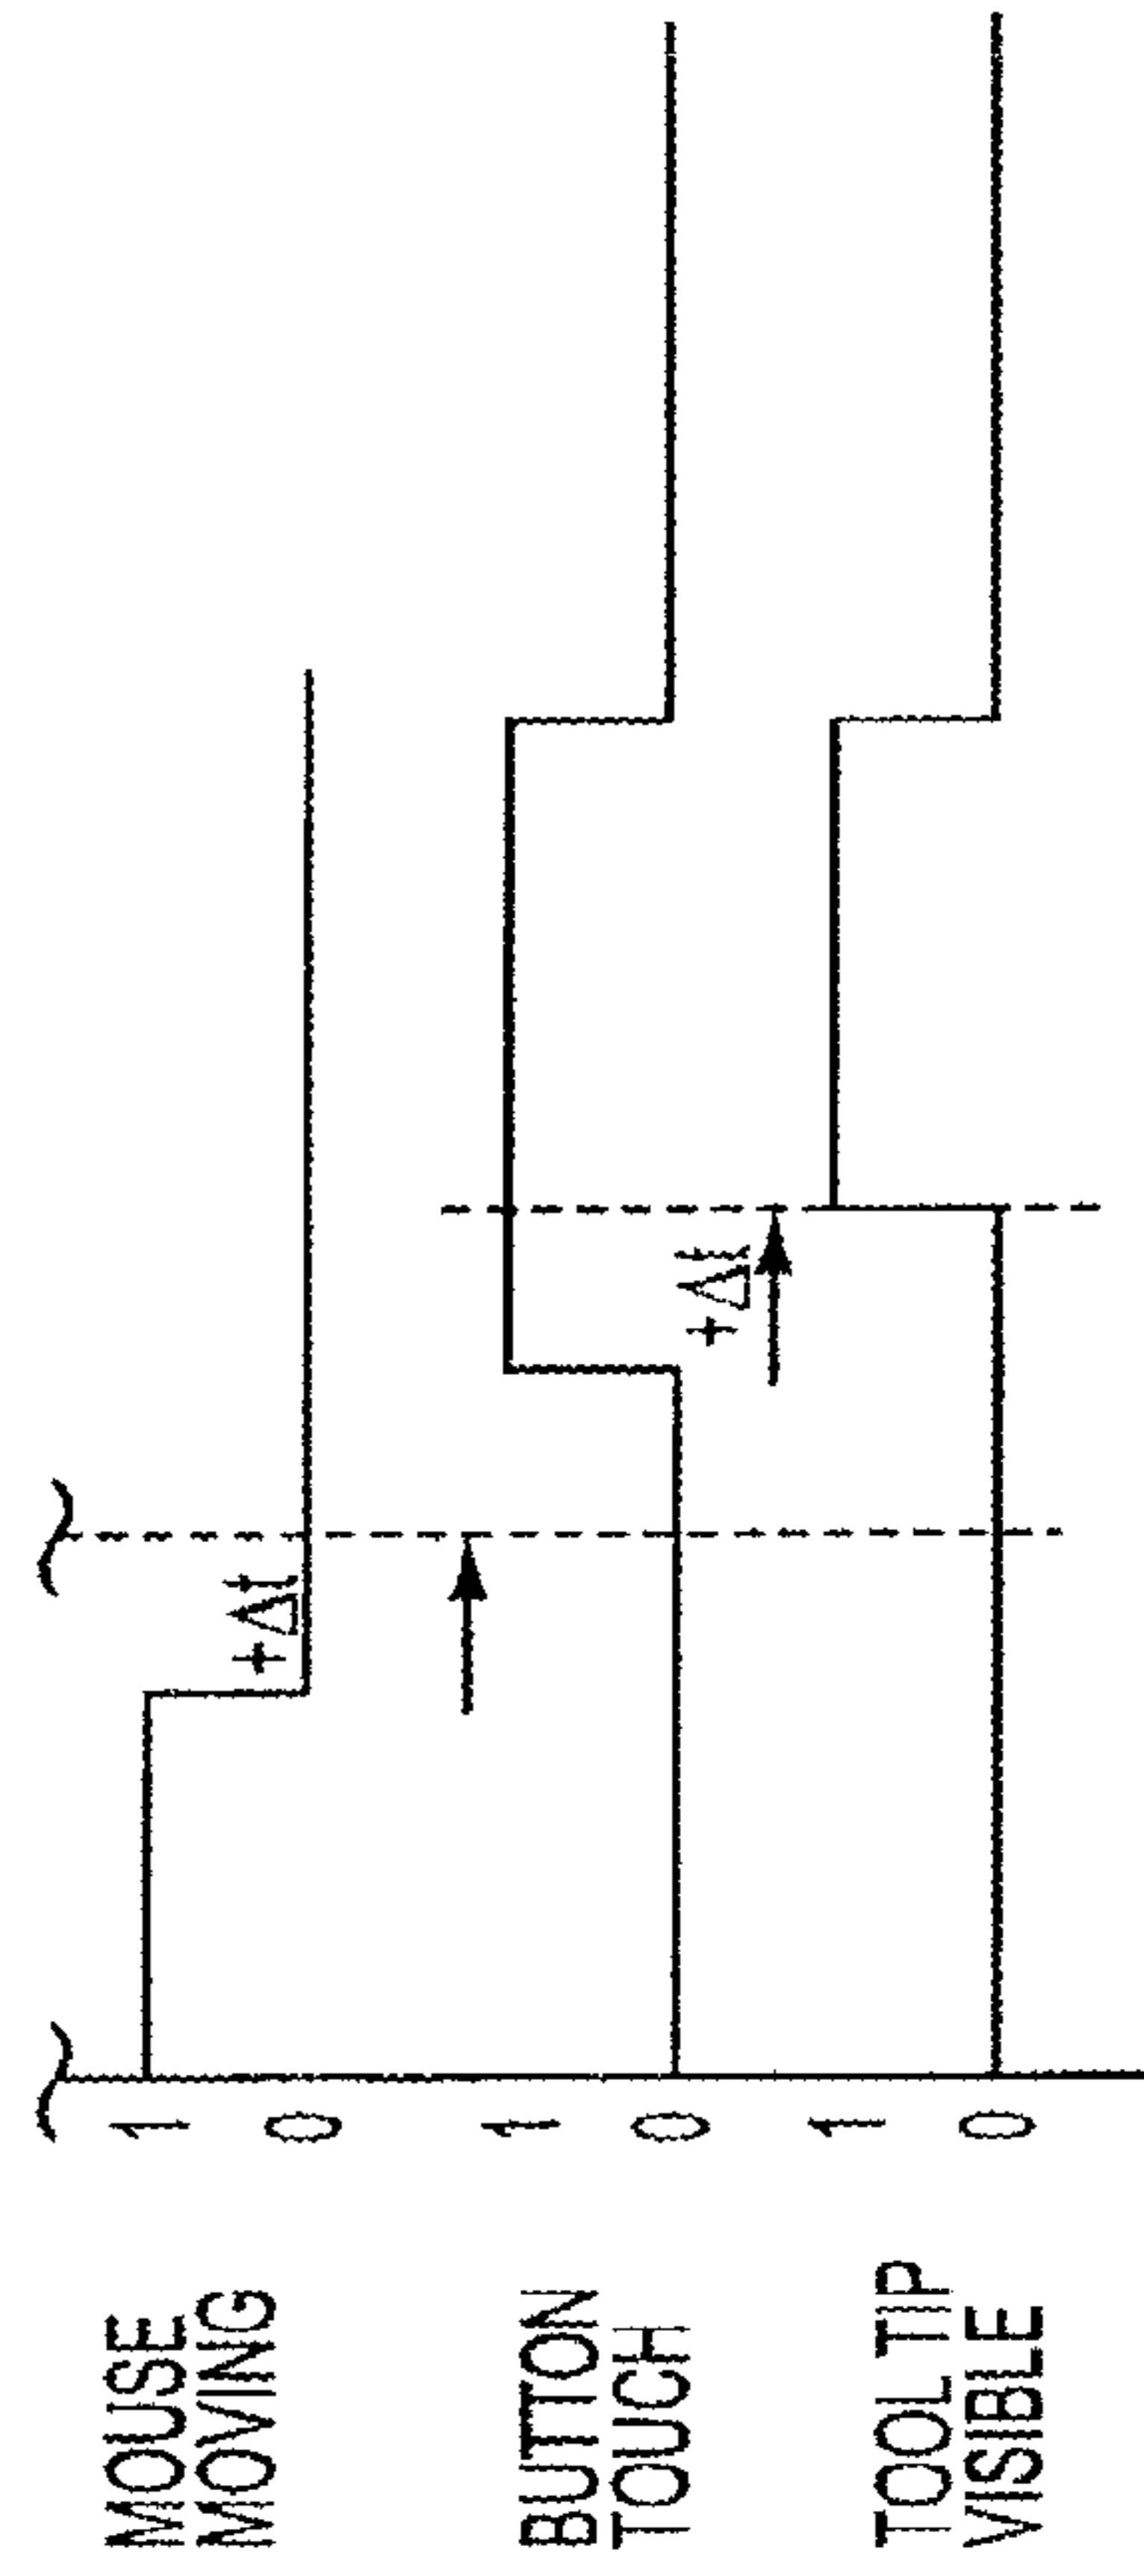 MOUSE
MOVING
1
0
+Δt
BUTTON
TOUCH
1
0
+Δt
TOOL TIP
VISIBLE
1
0